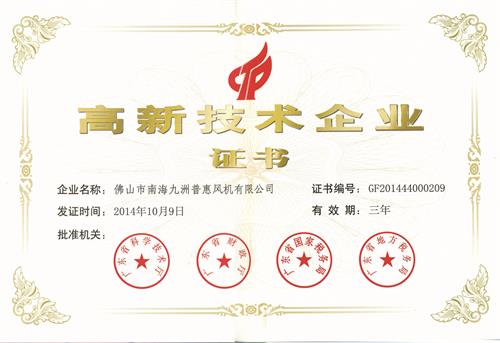 高新技术企业
证书
企业名称：佛山市南海九洲普惠风机有限公司 证书编号：GF201444000209
发证时间：2014年10月9日 有效期：三年
批准机关：
广东省科学技术厅 广东省财政厅 广东省国家税务局 广东省地方税务局